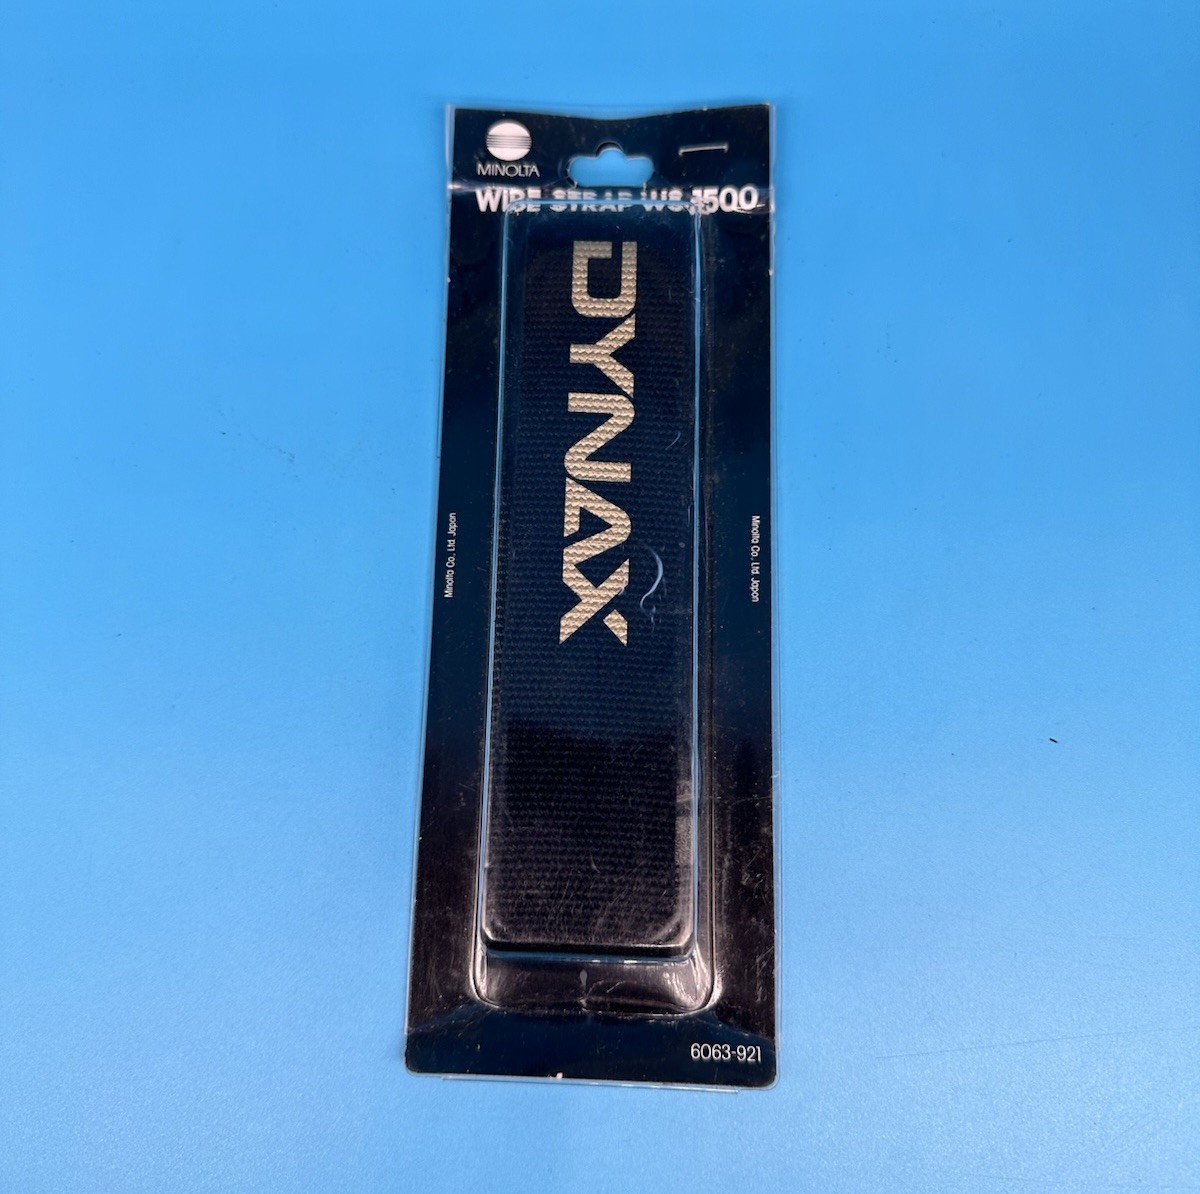 MINOLTA
WIDE STRAP WS-1500
DYNAX
Minolta Co., Ltd. Japan
Minolta Co., Ltd. Japan
6063-921